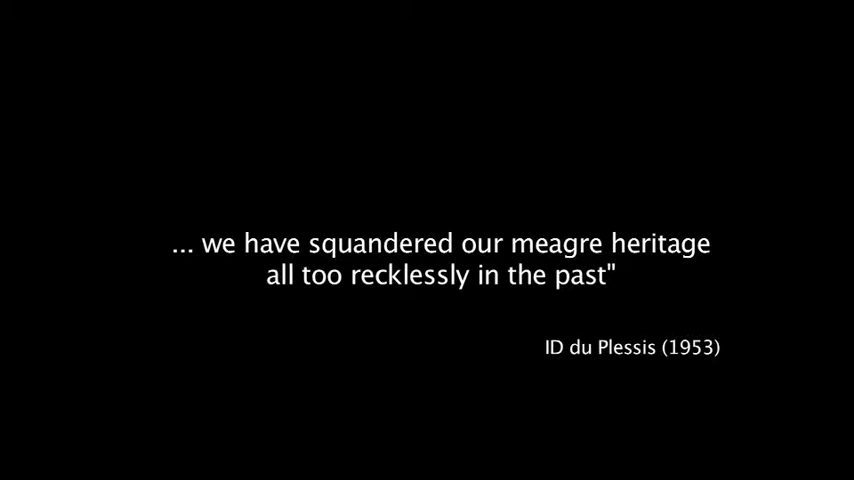 ... we have squandered our meagre heritage
all too recklessly in the past"
ID du Plessis (1953)